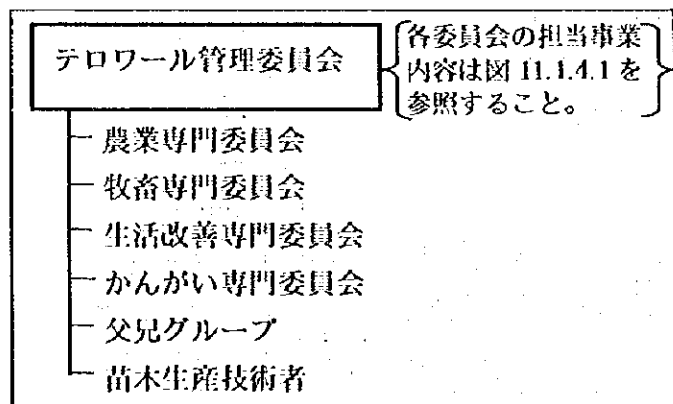 テロワール管理委員会
各委員会の担当事業
内容は図 11.1.4.1 を
参照すること。
農業専門委員会
牧畜専門委員会
生活改善専門委員会
かんがい専門委員会
父兄グループ
苗木生産技術者